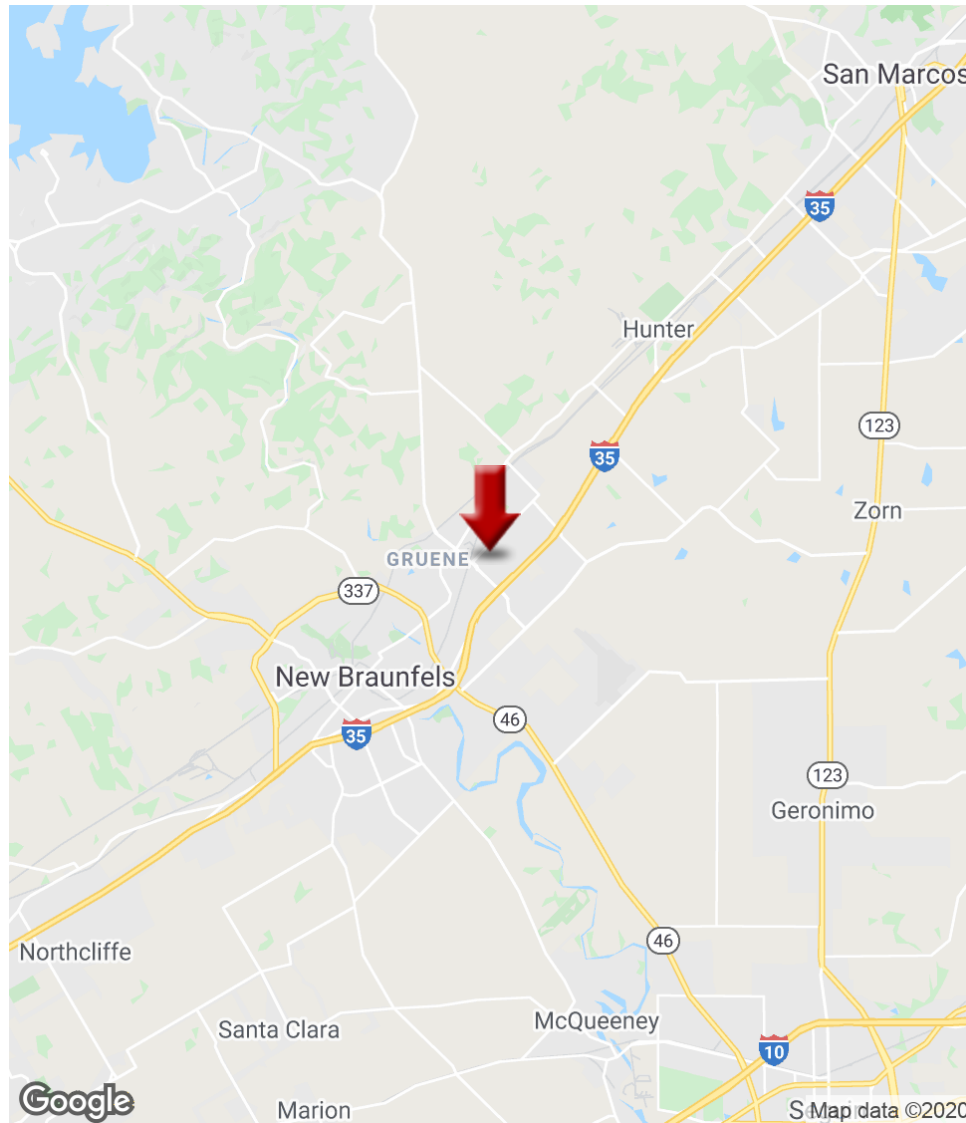 San Marcos
35
Hunter
123
35
Zorn
GRUENE
337
New Braunfels
46
35
123
Geronimo
46
Northcliffe
McQueeney
Santa Clara
10
Google
Marion
Map data ©2020